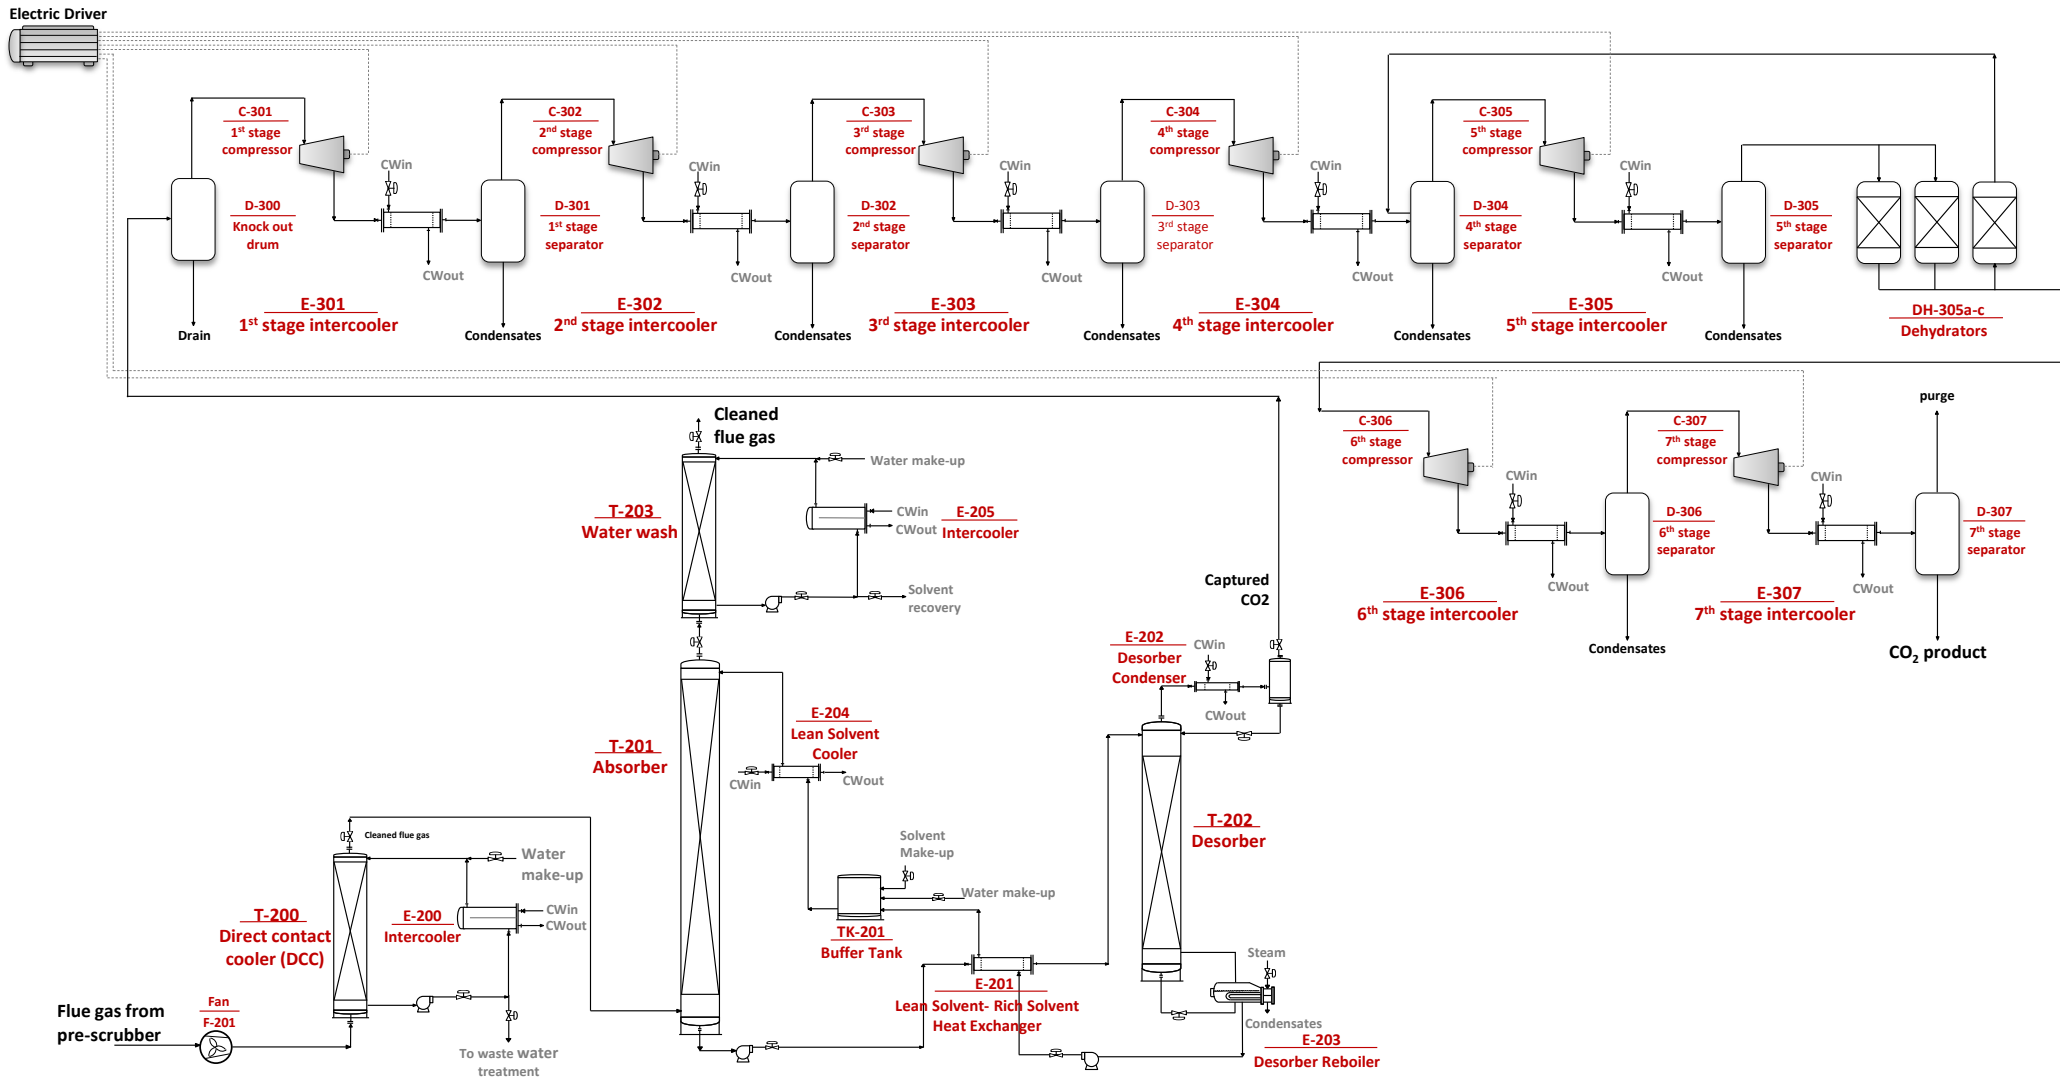 Electric Driver
C-301
1st stage
compressor
CWin
D-300
Knock out
drum
CWout
E-301
1st stage intercooler
Drain
C-302
2nd stage
compressor
CWin
D-301
1st stage
separator
CWout
E-302
2nd stage intercooler
Condensates
C-303
3rd stage
compressor
CWin
D-302
2nd stage
separator
CWout
E-303
3rd stage intercooler
Condensates
C-304
4th stage
compressor
CWin
D-303
3rd stage
separator
CWout
E-304
4th stage intercooler
Condensates
C-305
5th stage
compressor
CWin
D-304
4th stage
separator
CWout
E-305
5th stage intercooler
Condensates
D-305
5th stage
separator
Condensates
DH-305a-c
Dehydrators
C-306
6th stage
compressor
CWin
CWout
E-306
6th stage intercooler
D-306
6th stage
separator
Condensates
C-307
7th stage
compressor
CWin
CWout
E-307
7th stage intercooler
purge
D-307
7th stage
separator
CO2 product
Cleaned
flue gas
Water make-up
T-203
Water wash
CWin
CWout
E-205
Intercooler
Solvent
recovery
Captured
CO2
E-202
Desorber
Condenser
CWin
CWout
E-204
Lean Solvent
Cooler
CWin
CWout
T-201
Absorber
T-202
Desorber
Solvent
Make-up
Water make-up
TK-201
Buffer Tank
Cleaned flue gas
Water
make-up
T-200
Direct contact
cooler (DCC)
E-200
Intercooler
CWin
CWout
Steam
E-201
Lean Solvent- Rich Solvent
Heat Exchanger
Condensates
E-203
Desorber Reboiler
Flue gas from
pre-scrubber
Fan
F-201
To waste water
treatment